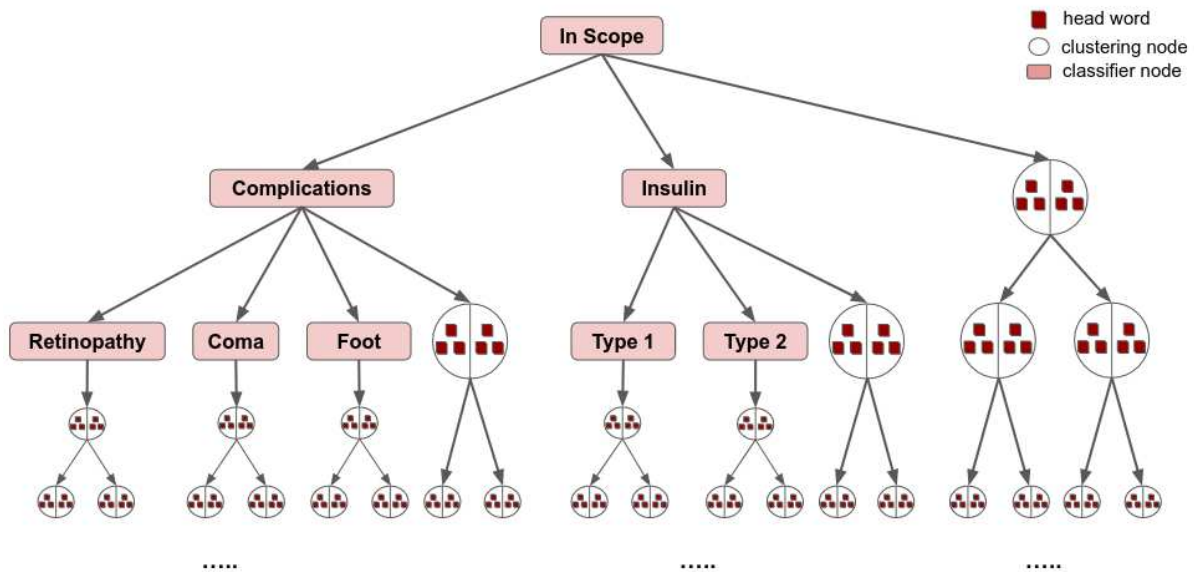 In Scope
head word
clustering node
classifier node
Complications
Insulin
Retinopathy
Coma
Foot
Type 1
Type 2
.....
.....
.....